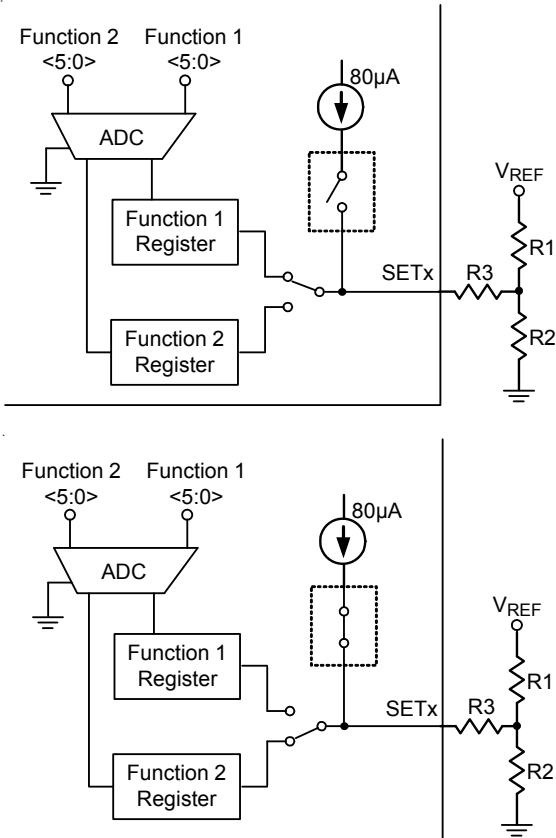 Function 2 Function 1
<5:0> <5:0>
80µA
ADC
VREF
Function 1
Register
R1
SETx
R3
R2
Function 2
Register
Function 2 Function 1
<5:0> <5:0>
80µA
ADC
VREF
Function 1
Register
R1
SETx
R3
R2
Function 2
Register